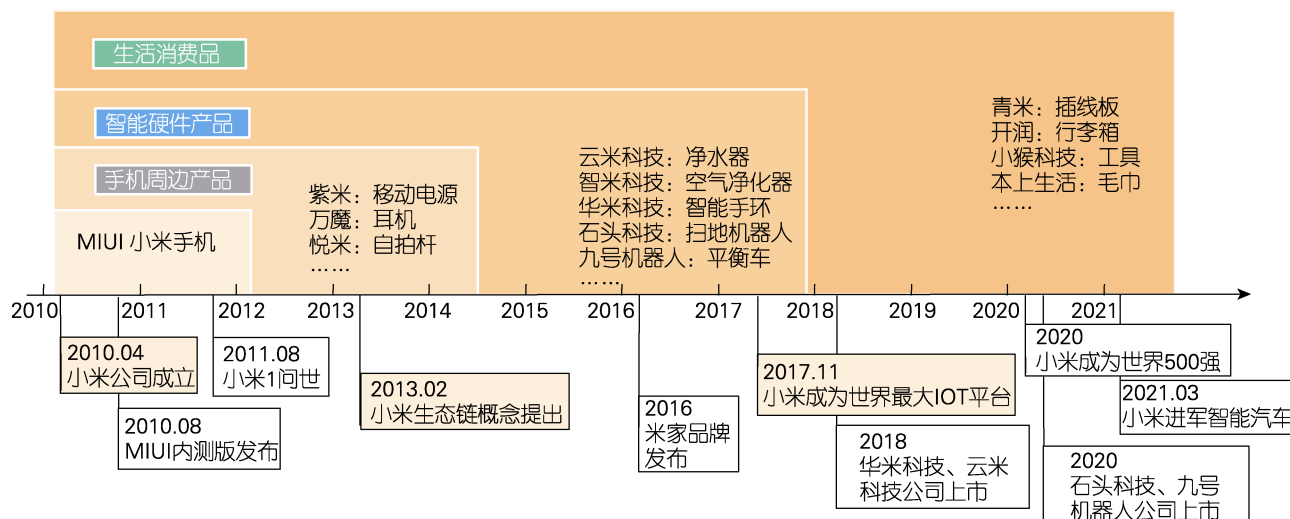 生活消费品
智能硬件产品
手机周边产品
MIUI 小米手机
紫米：移动电源
万魔：耳机
悦米：自拍杆
……
云米科技：净水器
智米科技：空气净化器
华米科技：智能手环
石头科技：扫地机器人
九号机器人：平衡车
……
青米：插线板
开润：行李箱
小猴科技：工具
本上生活：毛巾
……
2010 2011 2012 2013 2014 2015 2016 2017 2018 2019 2020 2021
2010.04
小米公司成立
2010.08
MIUI内测版发布
2011.08
小米1问世
2013.02
小米生态链概念提出
2016
米家品牌
发布
2017.11
小米成为世界最大IOT平台
2018
华米科技、云米
科技公司上市
2020
小米成为世界500强
2020
石头科技、九号
机器人公司上市
2021.03
小米进军智能汽车